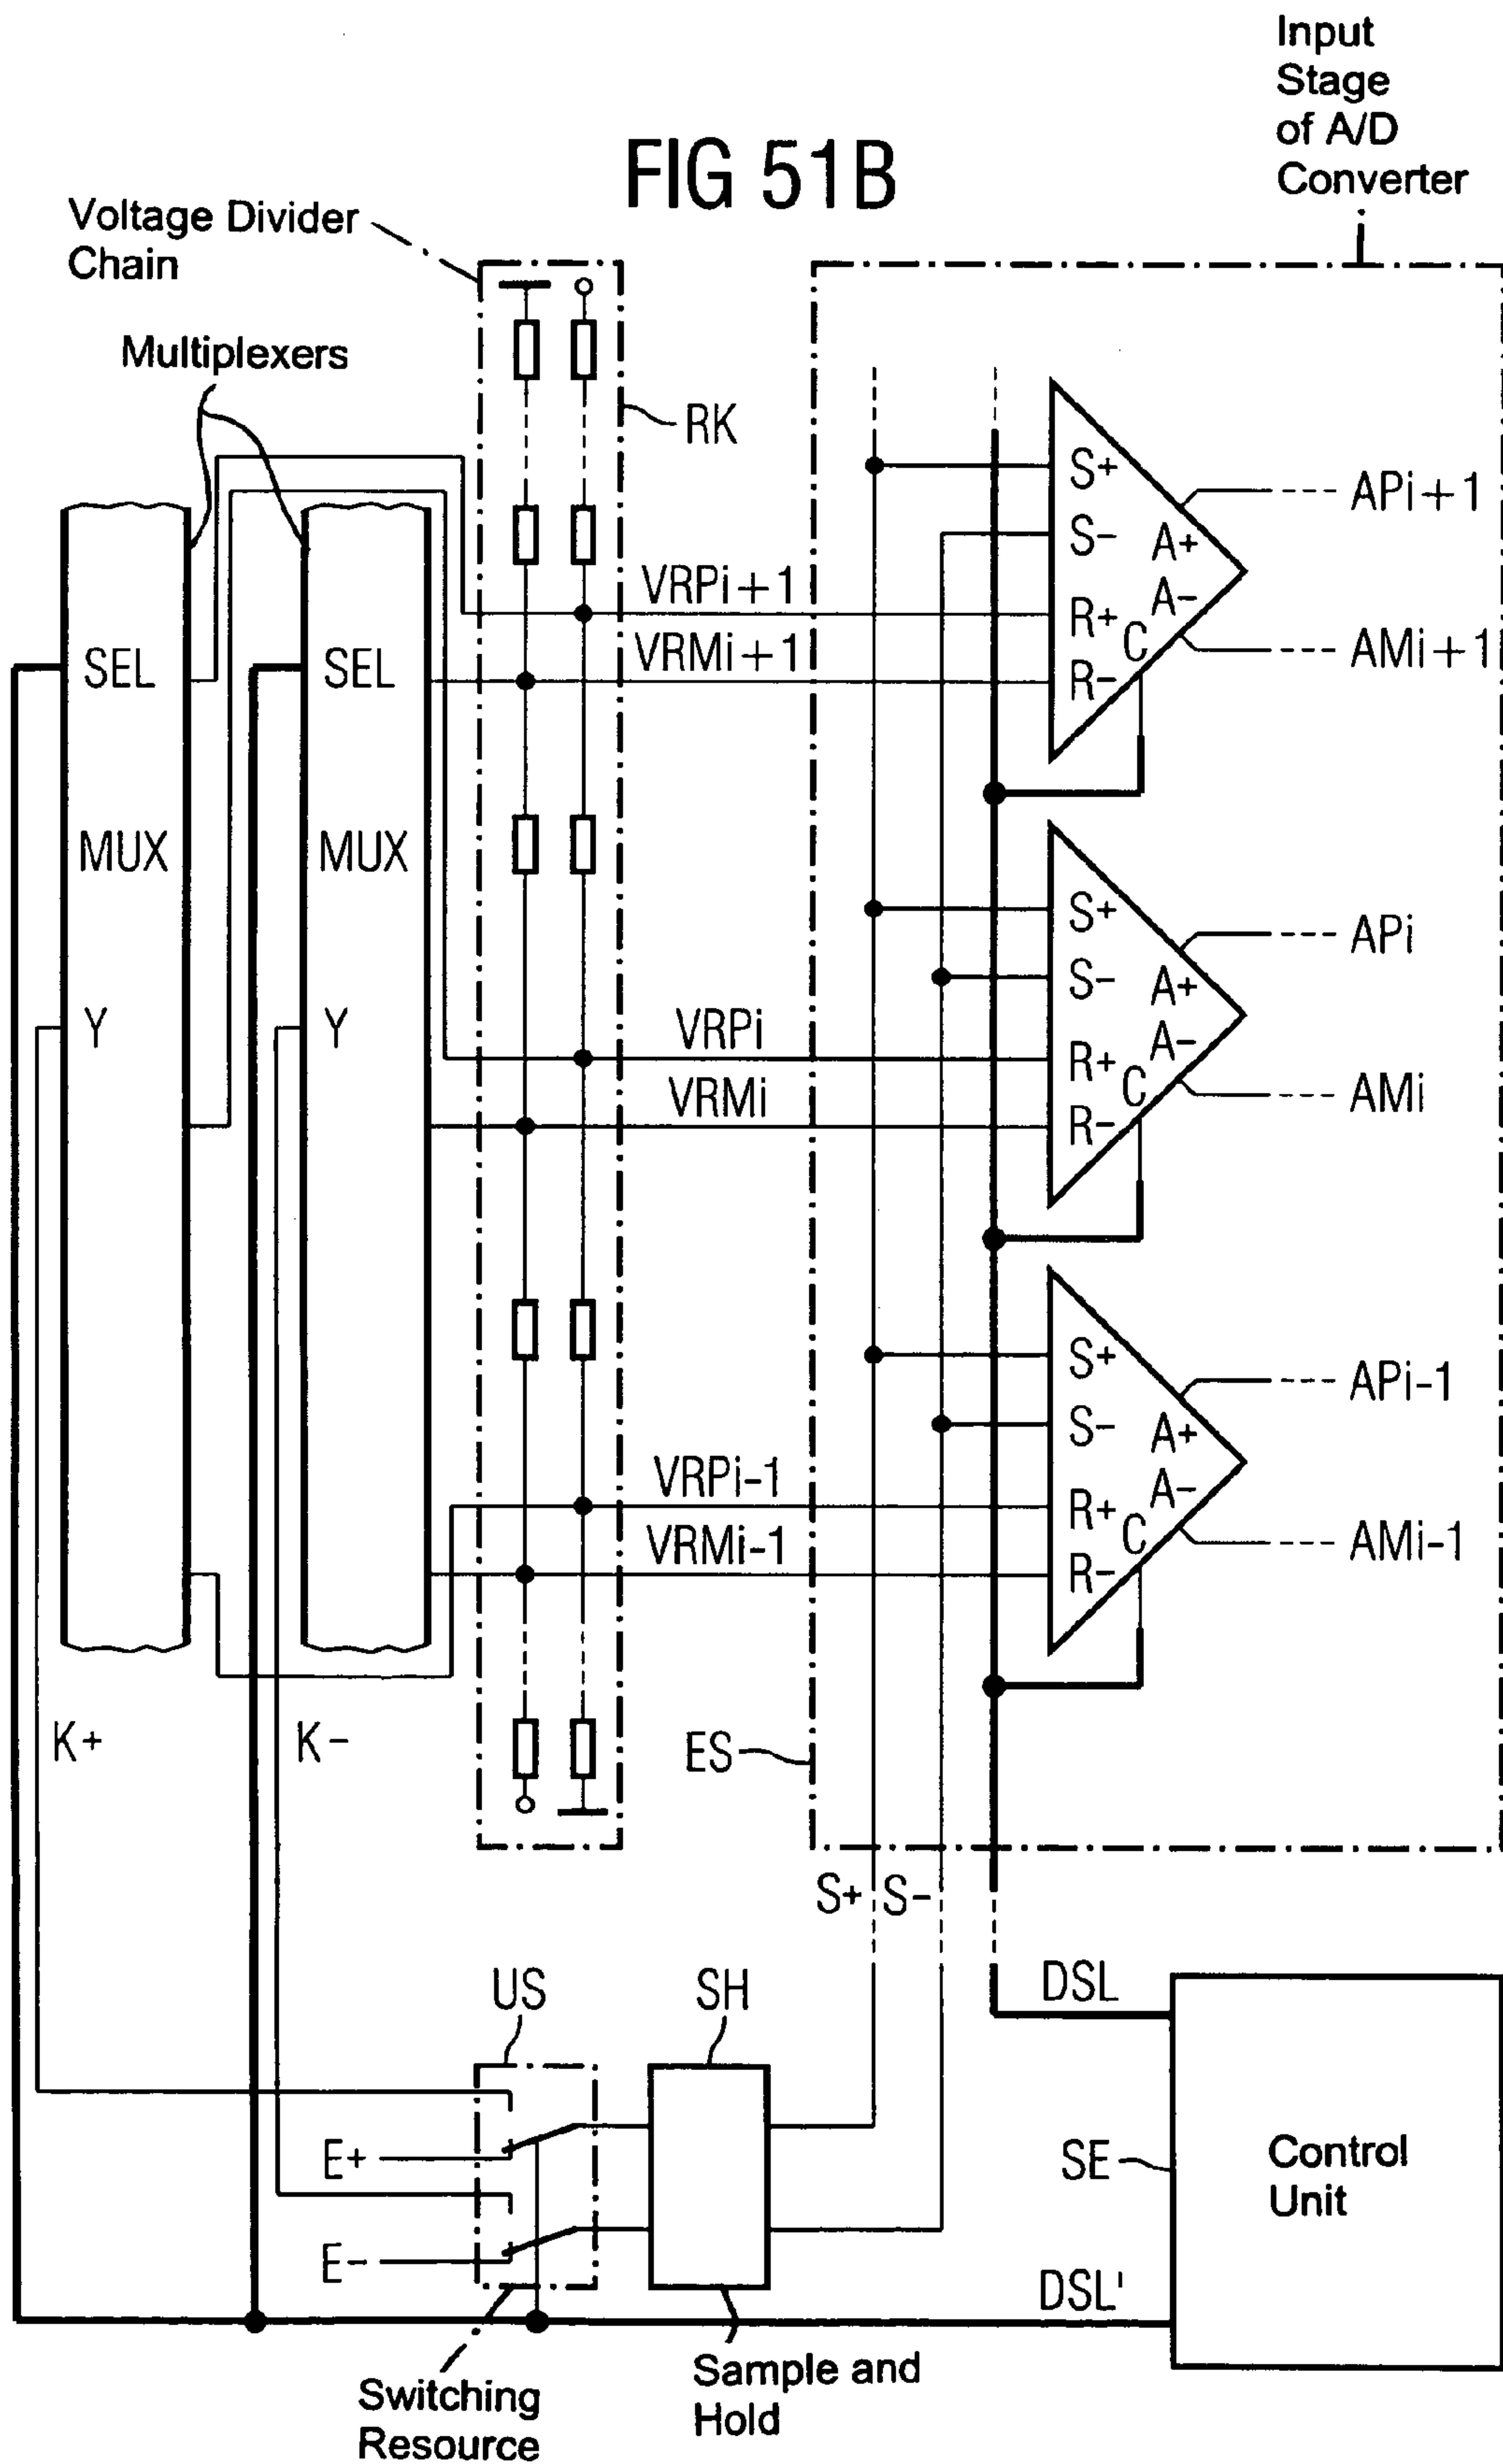 Input
Stage
of A/D
Converter
FIG 51B
Voltage Divider
Chain
Multiplexers
RK
S+
APi+1
S-
A+
VRPi+1
R+
A-
C
AMi+1
VRMi+1
R-
SEL
SEL
MUX
MUX
S+
APi
S-
A+
Y
Y
VRPi
R+
A-
C
AMi
VRMi
R-
S+
APi-1
S-
A+
VRPi-1
R+
A-
C
AMi-1
VRMi-1
R-
K+
K-
ES
S+
S-
US
SH
DSL
E+
SE
Control
Unit
E-
DSL'
Switching
Resource
Sample and
Hold